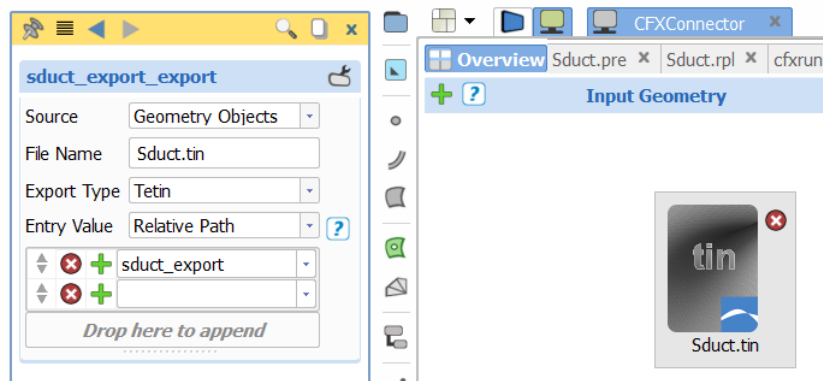 sduct_export_export
Source Geometry Objects
File Name Sduct.tin
Export Type Tetin
Entry Value Relative Path ?
sduct_export
Drop here to append
CFXConnector x
Overview Sduct.pre x Sduct.rpl x cfxrun
? Input Geometry
tin
Sduct.tin